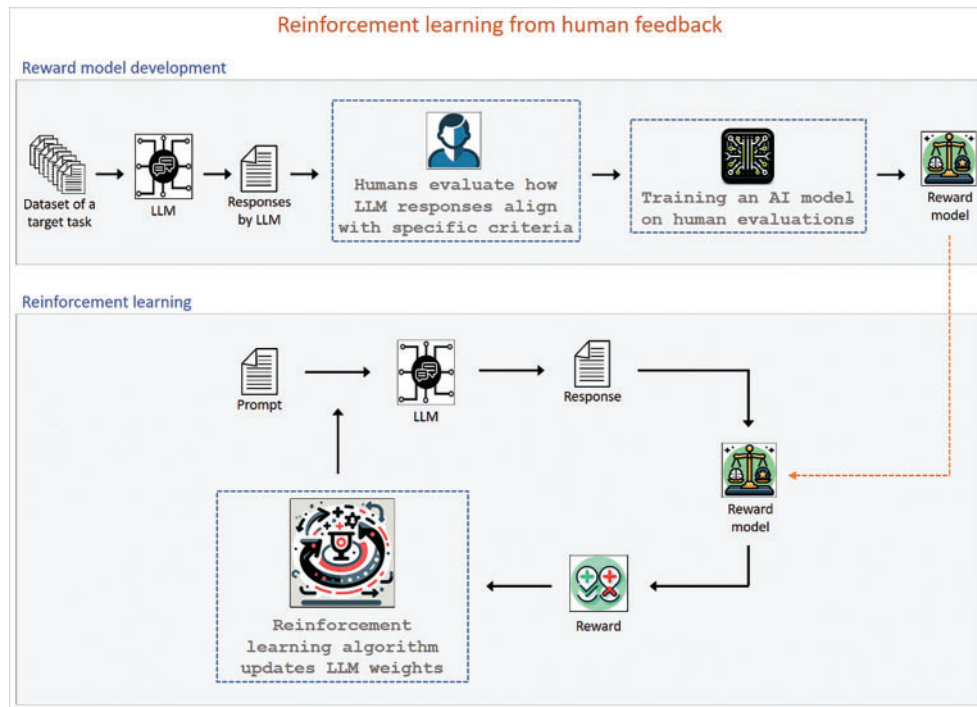 Reinforcement learning from human feedback
Reward model development
Dataset of a
target task
LLM
Responses
by LLM
Humans evaluate how
LLM responses align
with specific criteria
Training an AI model
on human evaluations
Reward
model
Reinforcement learning
Prompt
LLM
Response
Reward
model
Reward
Reinforcement
learning algorithm
updates LLM weights